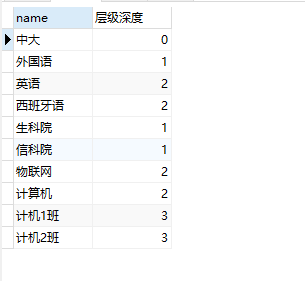 name 层级深度
中大 0
外国语 1
英语 2
西班牙语 2
生科院 1
信科院 1
物联网 2
计算机 2
计机1班 3
计机2班 3